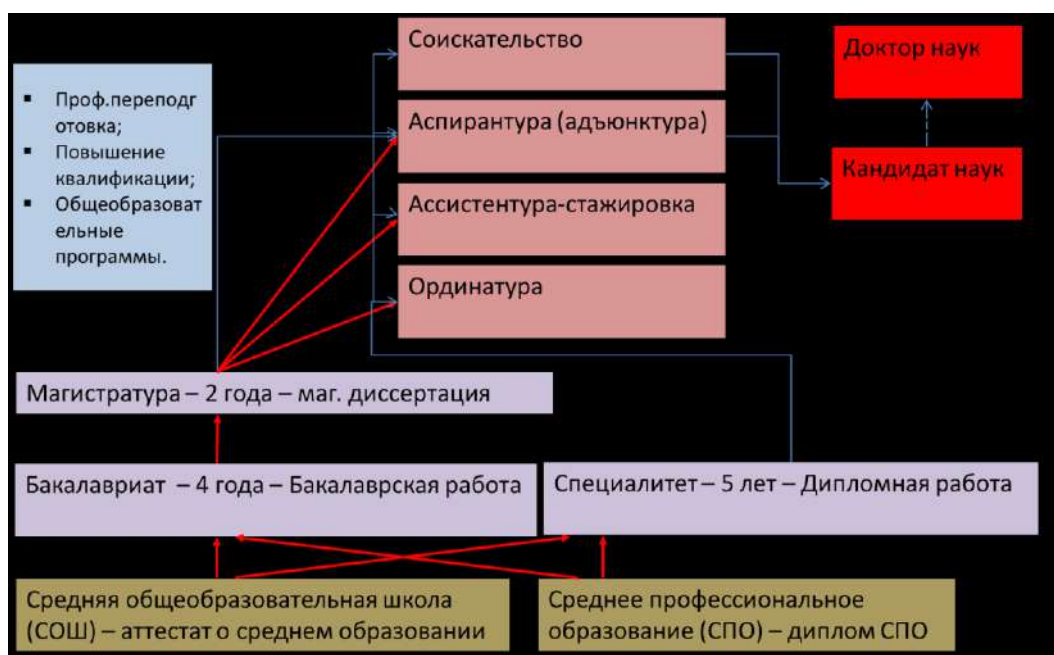 Соискательство
Доктор наук
▪ Проф.переподг
отовка;
▪ Повышение
квалификации;
▪ Общеобразоват
ельные
программы.
Аспирантура (адъюнктура)
Кандидат наук
Ассистентура-стажировка
Ординатура
Магистратура – 2 года – маг. диссертация
Бакалавриат – 4 года – Бакалаврская работа
Специалитет – 5 лет – Дипломная работа
Средняя общеобразовательная школа
(СОШ) – аттестат о среднем образовании
Среднее профессиональное
образование (СПО) – диплом СПО